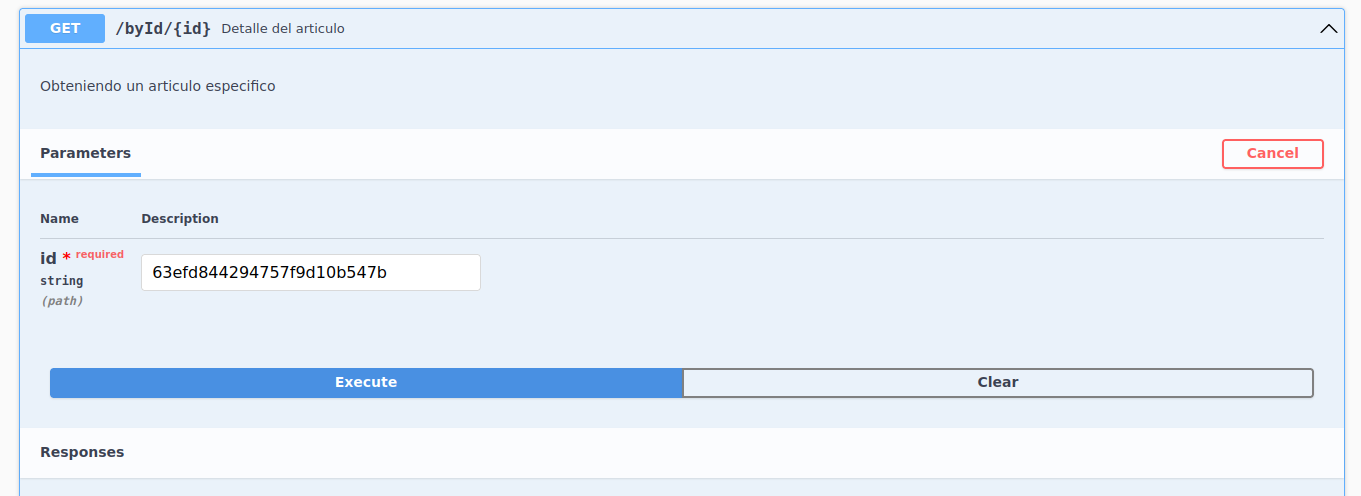 GET /byId/{id} Detalle del articulo
Obteniendo un articulo especifico
Parameters Cancel
Name Description
id * required
string
(path)
63efd844294757f9d10b547b
Execute Clear
Responses